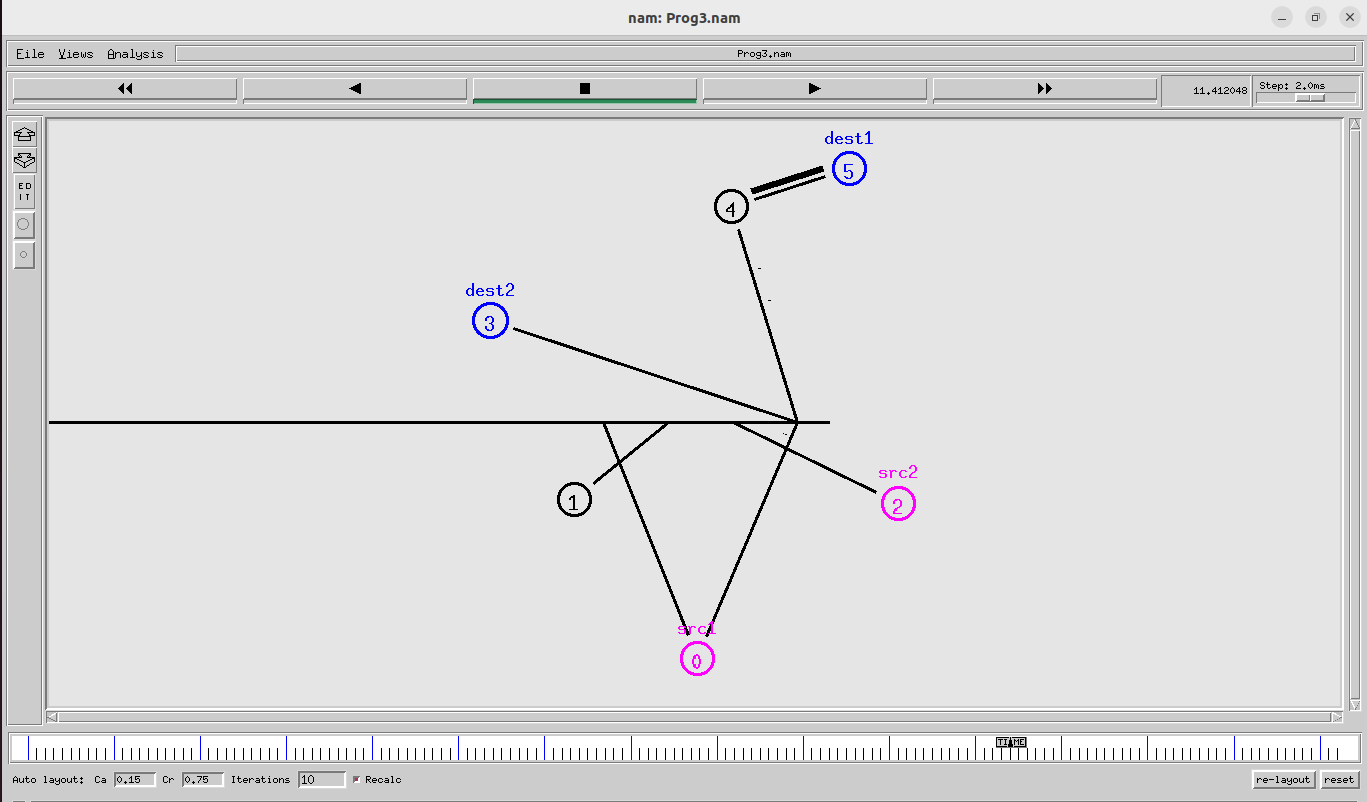 nam: Prog3.nam
File Views Analysis Prog3.nam
11.412048 Step: 2.0ms
ED
IT
dest1
5
4
dest2
3
src2
1
2
src1
0
TIME
Auto layout: Ca 0.15 Cr 0.75 Iterations 10 Recalc re-layout reset